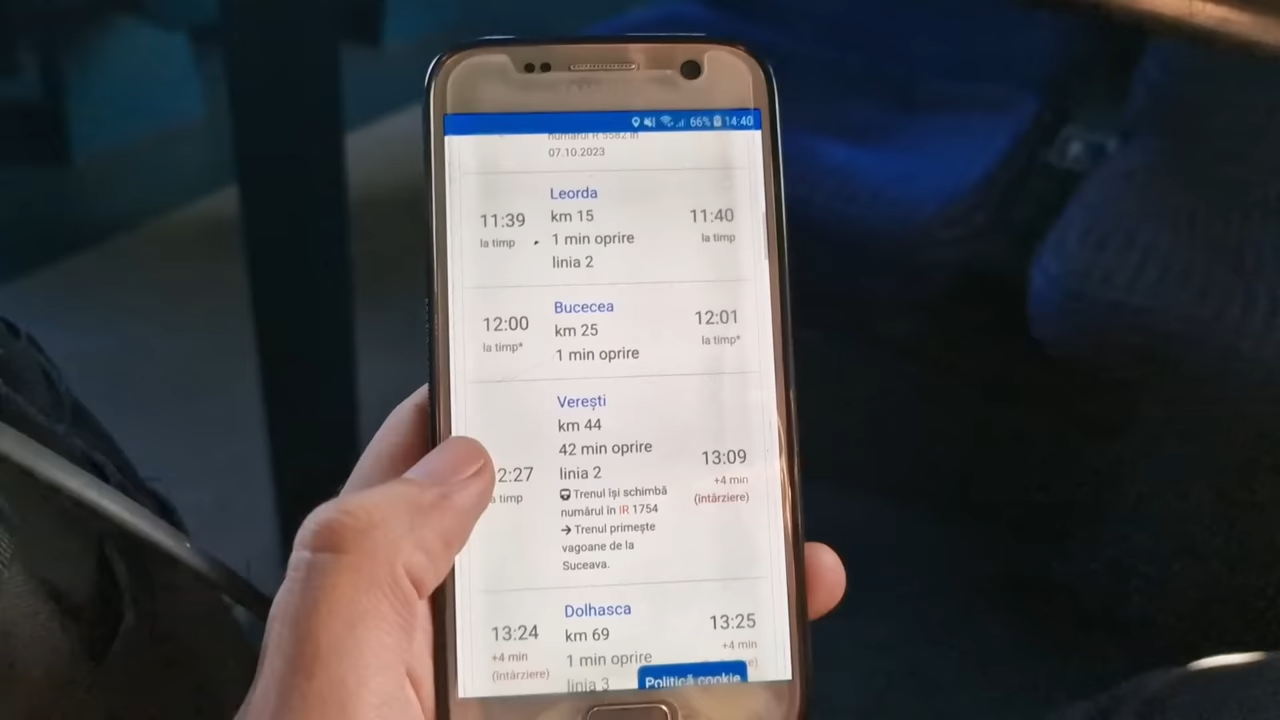 66% 14:40
numărul R 5582 în
07.10.2023
Leorda
11:39 km 15 11:40
la timp 1 min oprire la timp
linia 2
Bucecea
12:00 km 25 12:01
la timp* 1 min oprire la timp*
Verești
km 44
42 min oprire
2:27 linia 2 13:09
a timp +4 min
Trenul își schimbă (întârziere)
numărul în IR 1754
Trenul primește
vagoane de la
Suceava.
Dolhasca
13:24 km 69 13:25
+4 min 1 min oprire +4 min
(întârziere) linia 3
Politică cookie